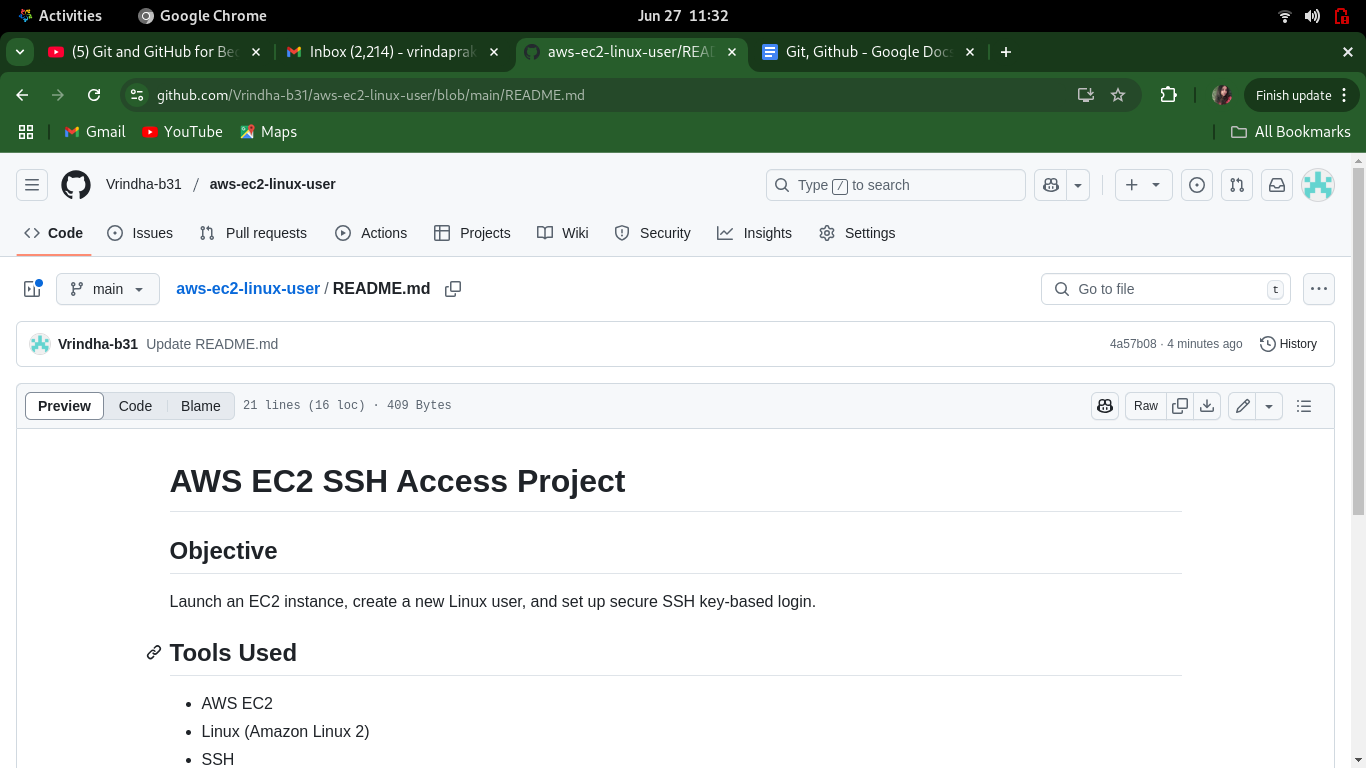 Activities Google Chrome Jun 27 11:32
(5) Git and GitHub for Bec Inbox (2,214) - vrindaprak aws-ec2-linux-user/READ Git, Github - Google Docs
github.com/Vrindha-b31/aws-ec2-linux-user/blob/main/README.md Finish update
Gmail YouTube Maps All Bookmarks
Vrindha-b31 / aws-ec2-linux-user Type / to search
Code Issues Pull requests Actions Projects Wiki Security Insights Settings
main aws-ec2-linux-user / README.md Go to file t
Vrindha-b31 Update README.md 4a57b08 · 4 minutes ago History
Preview Code Blame 21 lines (16 loc) · 409 Bytes Raw
AWS EC2 SSH Access Project
Objective
Launch an EC2 instance, create a new Linux user, and set up secure SSH key-based login.
Tools Used
• AWS EC2
• Linux (Amazon Linux 2)
• SSH